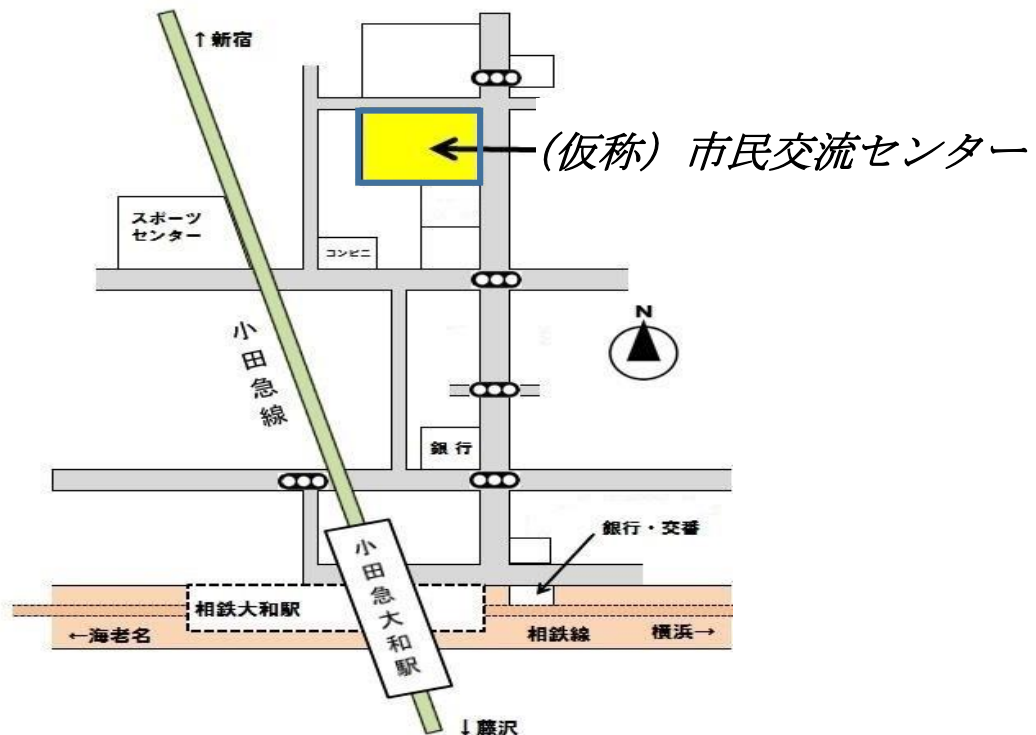 ↑新宿
(仮称）市民交流センター
スポーツ
センター
コンビニ
N
小田急線
銀行
銀行・交番
小田急大和駅
相鉄大和駅
←海老名
相鉄線
横浜→
↓藤沢